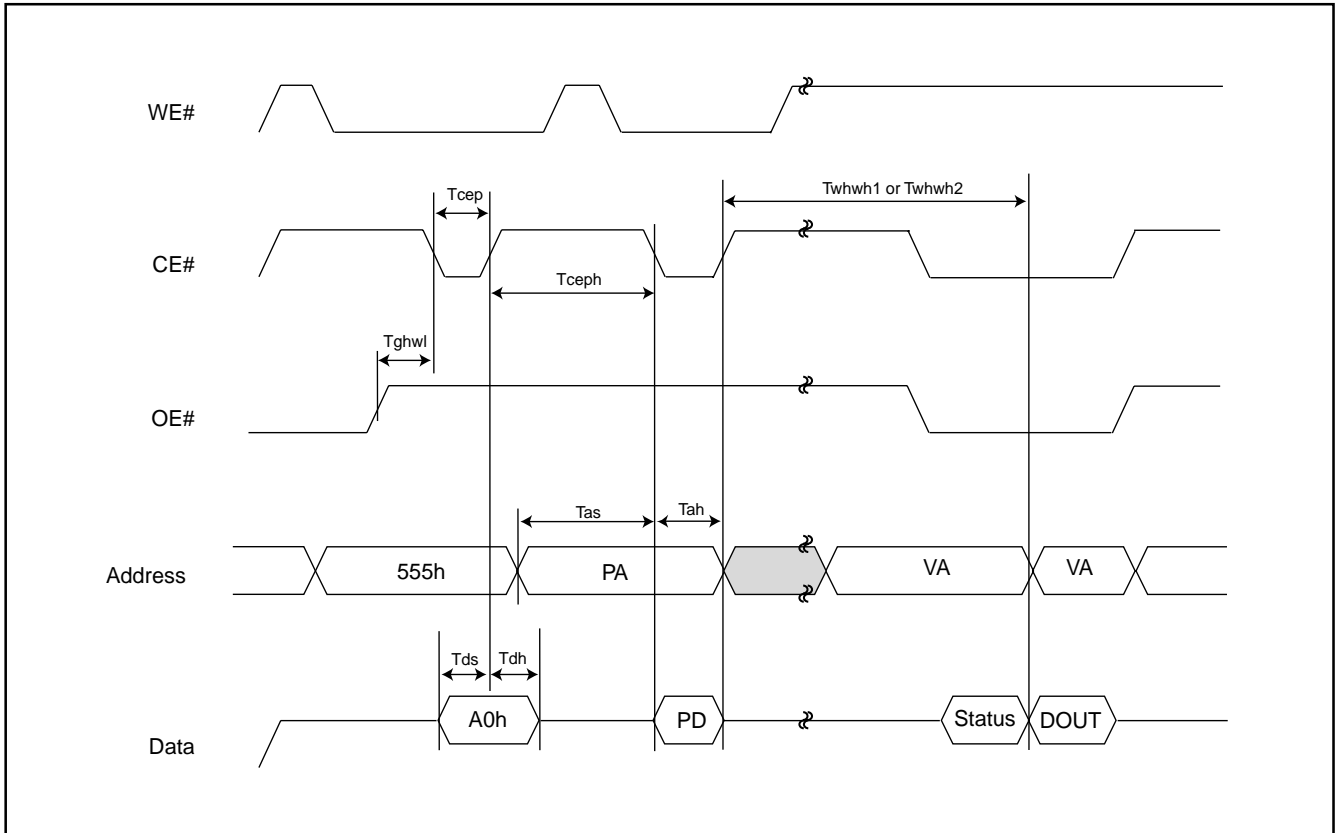 WE#
Tcep
Twhwh1 or Twhwh2
CE#
Tceph
Tghwl
OE#
Tas
Tah
Address
555h
PA
VA
VA
Tds
Tdh
Data
A0h
PD
Status
DOUT